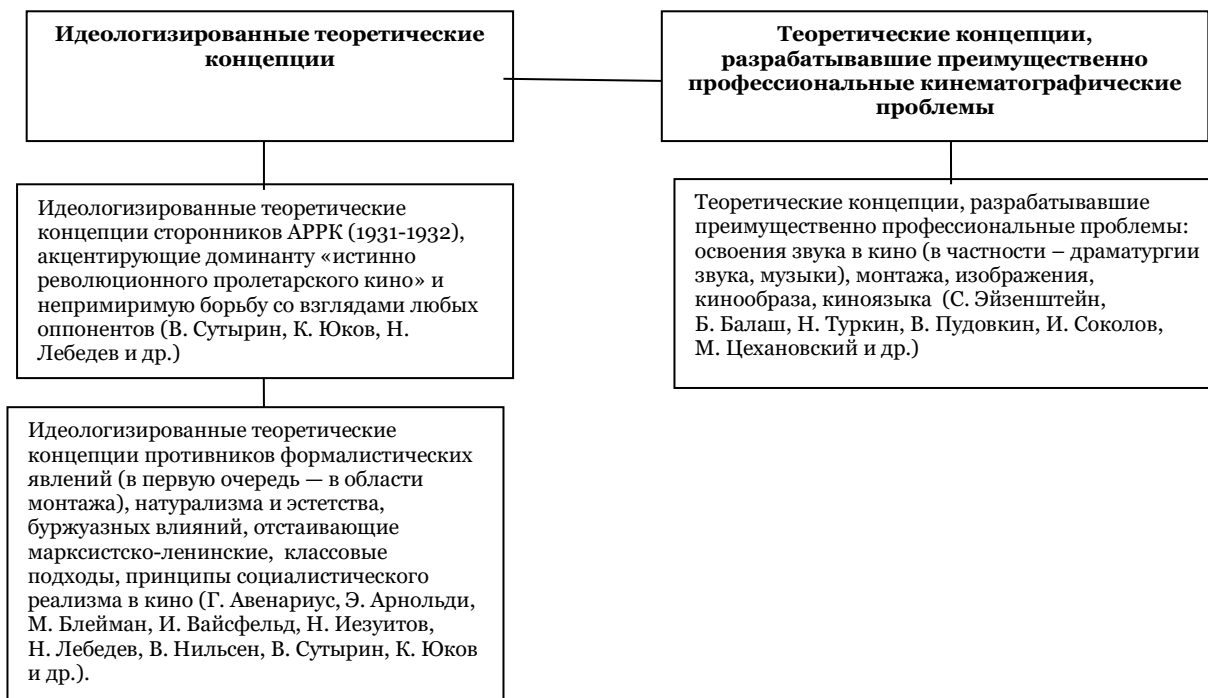 Идеологизированные теоретические
концепции
Теоретические концепции,
разрабатывавшие преимущественно
профессиональные кинематографические
проблемы
Идеологизированные теоретические
концепции сторонников АРРК (1931-1932),
акцентирующие доминанту «истинно
революционного пролетарского кино» и
непримиримую борьбу со взглядами любых
оппонентов (В. Сутырин, К. Юков, Н.
Лебедев и др.)
Теоретические концепции, разрабатывавшие
преимущественно профессиональные проблемы:
освоения звука в кино (в частности – драматургии
звука, музыки), монтажа, изображения,
кинообраза, киноязыка (С. Эйзенштейн,
Б. Балаш, Н. Туркин, В. Пудовкин, И. Соколов,
М. Цехановский и др.)
Идеологизированные теоретические
концепции противников формалистических
явлений (в первую очередь — в области
монтажа), натурализма и эстетства,
буржуазных влияний, отстаивающие
марксистско-ленинские, классовые
подходы, принципы социалистического
реализма в кино (Г. Авенариус, Э. Арнольди,
М. Блейман, И. Вайсфельд, Н. Иезуитов,
Н. Лебедев, В. Нильсен, В. Сутырин, К. Юков
и др.).